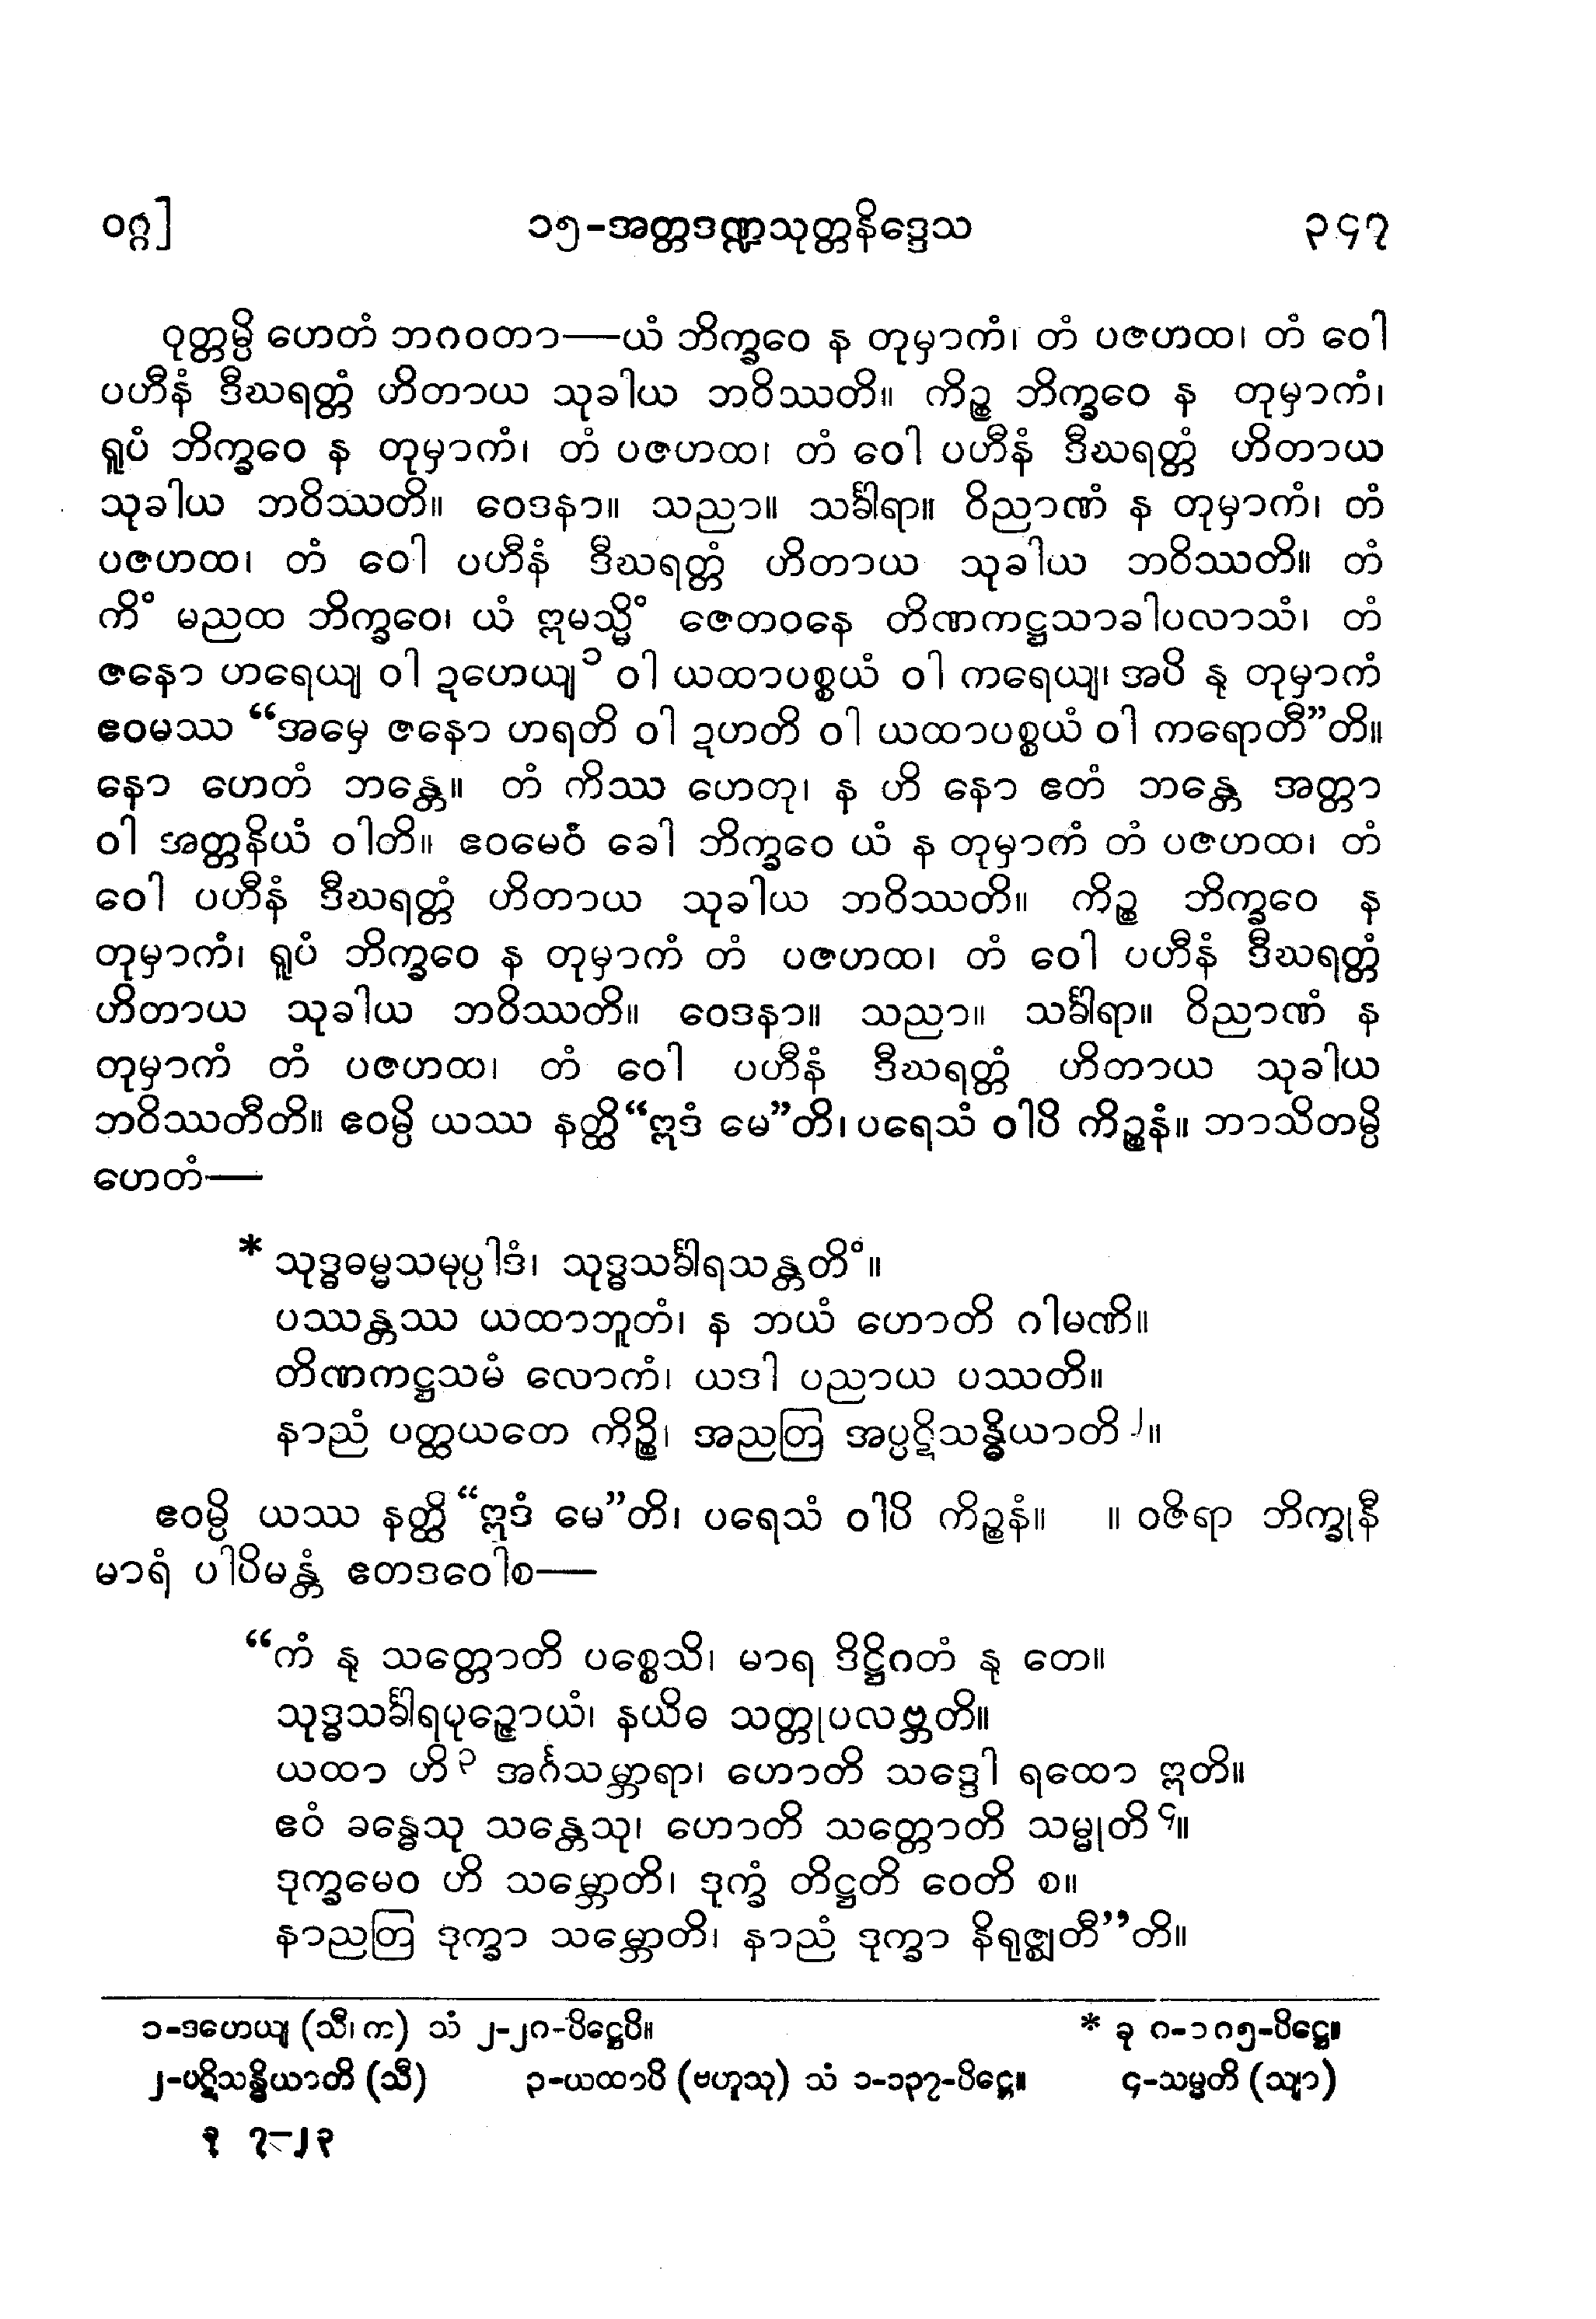 ဝဂ္ဂ]
၁၅-အတ္တဒဏ္ဍသုတ္တနိဒ္ဒေသ
၃၄၇
ဝုတ္တမ္ပိ ဟေတံ ဘဂဝတာ—ယံ ဘိက္ခဝေ န တုမှာကံ၊ တံ ပဇဟထ၊ တံ ဝေါ
ပဟီနံ ဒီဃရတ္တံ ဟိတာယ သုခါယ ဘဝိဿတိ။ ကိဉ္စ ဘိက္ခဝေ န တုမှာကံ၊
ရူပံ ဘိက္ခဝေ န တုမှာကံ၊ တံ ပဇဟထ၊ တံ ဝေါ ပဟီနံ ဒီဃရတ္တံ ဟိတာယ
သုခါယ ဘဝိဿတိ။ ဝေဒနာ။ သညာ။ သင်္ခါရာ။ ဝိညာဏံ န တုမှာကံ၊ တံ
ပဇဟထ၊ တံ ဝေါ ပဟီနံ ဒီဃရတ္တံ ဟိတာယ သုခါယ ဘဝိဿတိ။ တံ
ကိံ မညထ ဘိက္ခဝေ၊ ယံ ဣမသ္မိံ ဇေတဝနေ တိဏကဋ္ဌသာခါပလာသံ၊ တံ
ဇနော ဟရေယျ ဝါ ဍဟေယျ၁ ဝါ ယထာပစ္စယံ ဝါ ကရေယျ၊ အပိ နု တုမှာကံ
ဧဝမဿ “အမှေ ဇနော ဟရတိ ဝါ ဍဟတိ ဝါ ယထာပစ္စယံ ဝါ ကရောတီ”တိ။
နော ဟေတံ ဘန္တေ။ တံ ကိဿ ဟေတု၊ န ဟိ နော ဧတံ ဘန္တေ အတ္တာ
ဝါ အတ္တနိယံ ဝါတိ။ ဧဝမေဝံ ခေါ ဘိက္ခဝေ ယံ န တုမှာကံ တံ ပဇဟထ၊ တံ
ဝေါ ပဟီနံ ဒီဃရတ္တံ ဟိတာယ သုခါယ ဘဝိဿတိ။ ကိဉ္စ ဘိက္ခဝေ န
တုမှာကံ၊ ရူပံ ဘိက္ခဝေ န တုမှာကံ တံ ပဇဟထ၊ တံ ဝေါ ပဟီနံ ဒီဃရတ္တံ
ဟိတာယ သုခါယ ဘဝိဿတိ။ ဝေဒနာ။ သညာ။ သင်္ခါရာ။ ဝိညာဏံ န
တုမှာကံ တံ ပဇဟထ၊ တံ ဝေါ ပဟီနံ ဒီဃရတ္တံ ဟိတာယ သုခါယ
ဘဝိဿတီတိ။ ဧဝမ္ပိ ယဿ နတ္ထိ“ဣဒံ မေ”တိ၊ ပရေသံ ဝါပိ ကိဉ္စနံ။ ဘာသိတမ္ပိ
ဟေတံ—
* သုဒ္ဓဓမ္မသမုပ္ပါဒံ၊ သုဒ္ဓသင်္ခါရသန္တတိံ။
ပဿန္တဿ ယထာဘူတံ၊ န ဘယံ ဟောတိ ဂါမဏိ။
တိဏကဋ္ဌသမံ လောကံ၊ ယဒါ ပညာယ ပဿတိ။
နာညံ ပတ္ထယတေ ကိဉ္စိ၊ အညတြ အပ္ပဋိသန္ဓိယာတိ၂။
ဧဝမ္ပိ ယဿ နတ္ထိ “ဣဒံ မေ”တိ၊ ပရေသံ ဝါပိ ကိဉ္စနံ။ ။ ဝဇိရာ ဘိက္ခုနီ
မာရံ ပါပိမန္တံ ဧတဒဝေါစ—
“ကံ နု သတ္တောတိ ပစ္စေသိ၊ မာရ ဒိဋ္ဌိဂတံ နု တေ။
သုဒ္ဓသင်္ခါရပုဉ္ဇောယံ၊ နယိဓ သတ္တုပလဗ္ဘတိ။
ယထာ ဟိ၃ အင်္ဂသမ္ဘာရာ၊ ဟောတိ သဒ္ဒေါ ရထော ဣတိ။
ဧဝံ ခန္ဓေသု သန္တေသု၊ ဟောတိ သတ္တောတိ သမ္မုတိ၄။
ဒုက္ခမေဝ ဟိ သမ္ဘောတိ၊ ဒုက္ခံ တိဋ္ဌတိ ဝေတိ စ။
နာညတြ ဒုက္ခာ သမ္ဘောတိ၊ နာညံ ဒုက္ခာ နိရုဇ္ဈတီ”တိ။
၁-ဒဟေယျ (သီ၊ က) သံ ၂-၂၈-ပိဋ္ဌေပိ။
* ခု ၈-၁၈၅-ပိဋ္ဌေ။
၂-ပဋိသန္ဓိယာတိ (သီ)
၃-ယထာပိ (ဗဟူသု) သံ ၁-၁၃၇-ပိဋ္ဌေ။
၄-သမ္မတိ (သျာ)
ခု ၇-၂၃